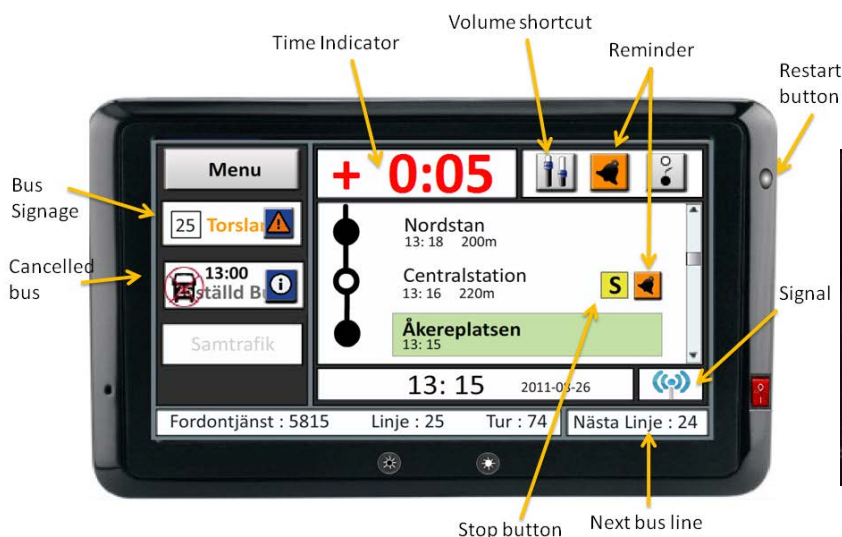 Volume shortcut
Time Indicator
Reminder
Restart
button
Menu
+ 0:05
Bus
Signage
25 Torsla
Nordstan
13: 18 200m
Cancelled
bus
13:00
ställd B
Centralstation
13: 16 220m
S
Signal
Samtrafik
Åkereplatsen
13: 15
13: 15 2011-03-26
Fordontjänst : 5815 Linje : 25 Tur : 74 Nästa Linje : 24
Stop button
Next bus line